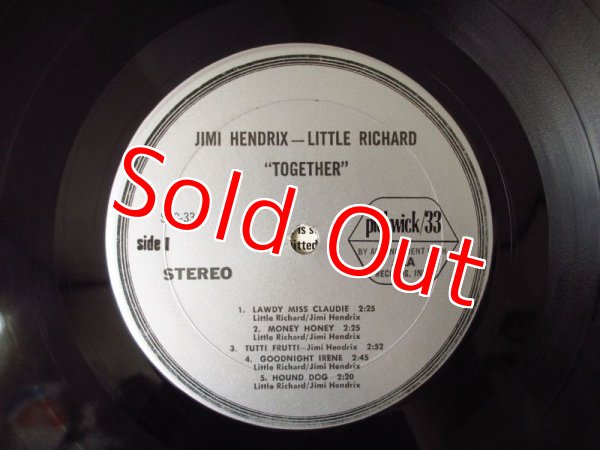 JIMI HENDRIX — LITTLE RICHARD
"TOGETHER"
Sold Out
pickwick/33
side 1
STEREO
RECORDS, INC.
1. LAWDY MISS CLAUDIE 2:25
Little Richard/Jimi Hendrix
2. MONEY HONEY 2:25
Little Richard/Jimi Hendrix
3. TUTTI FRUTTI—Jimi Hendrix 2:52
4. GOODNIGHT IRENE 2:45
Little Richard/Jimi Hendrix
5. HOUND DOG 2:20
Little Richard/Jimi Hendrix